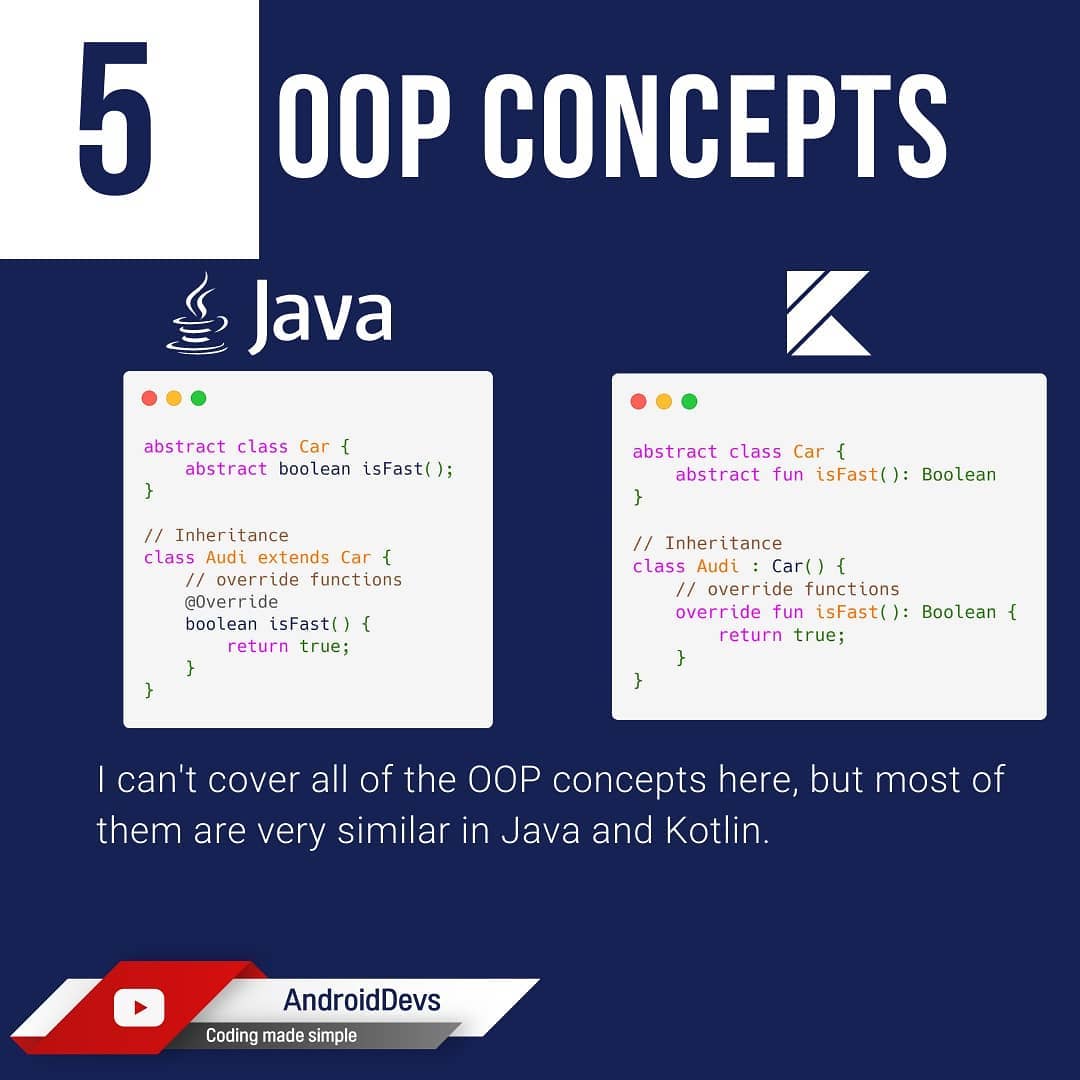 5
OOP CONCEPTS
Java
abstract class Car {
    abstract boolean isFast();
}
// Inheritance
class Audi extends Car {
    // override functions
    @Override
    boolean isFast() {
        return true;
    }
}
abstract class Car {
    abstract fun isFast(): Boolean
}
// Inheritance
class Audi : Car() {
    // override functions
    override fun isFast(): Boolean {
        return true;
    }
}
I can't cover all of the OOP concepts here, but most of
them are very similar in Java and Kotlin.
AndroidDevs
Coding made simple